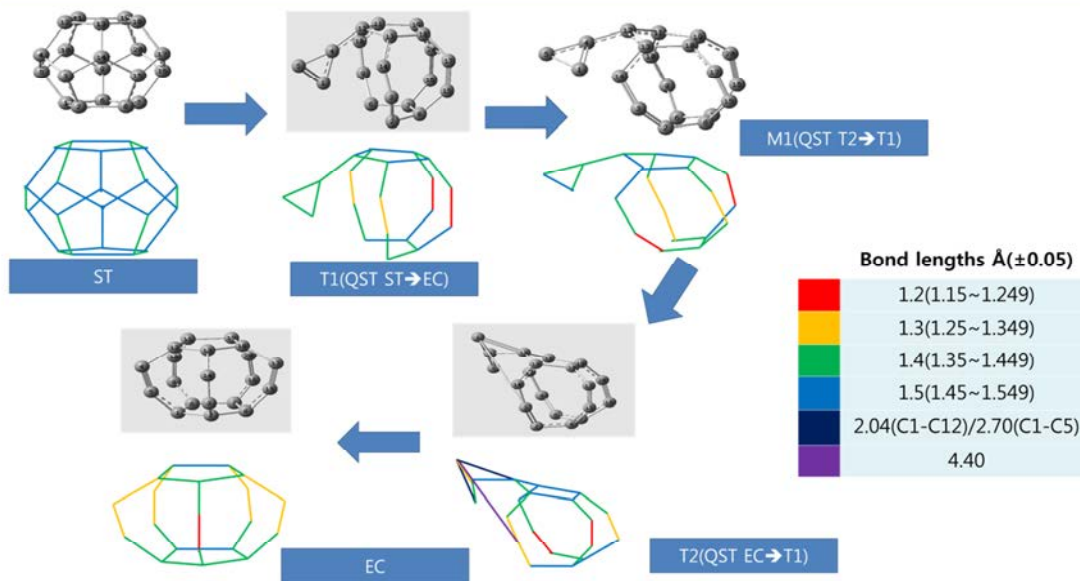 M1(QST T2➔T1)
ST
T1(QST ST➔EC)
Bond lengths Å(±0.05)
1.2(1.15~1.249)
1.3(1.25~1.349)
1.4(1.35~1.449)
1.5(1.45~1.549)
2.04(C1-C12)/2.70(C1-C5)
4.40
EC
T2(QST EC➔T1)